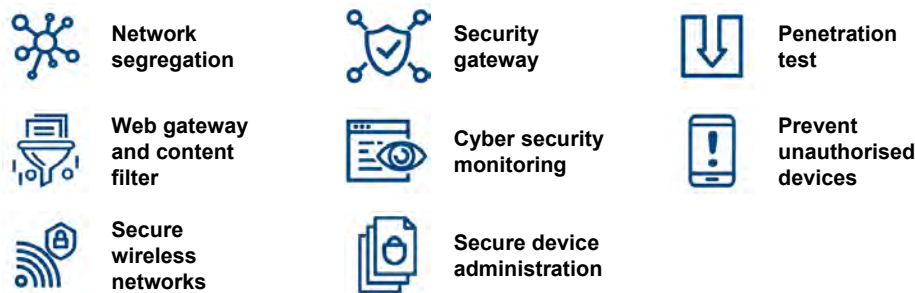 Network
segregation
Security
gateway
Penetration
test
Web gateway
and content
filter
Cyber security
monitoring
Prevent
unauthorised
devices
Secure
wireless
networks
Secure device
administration